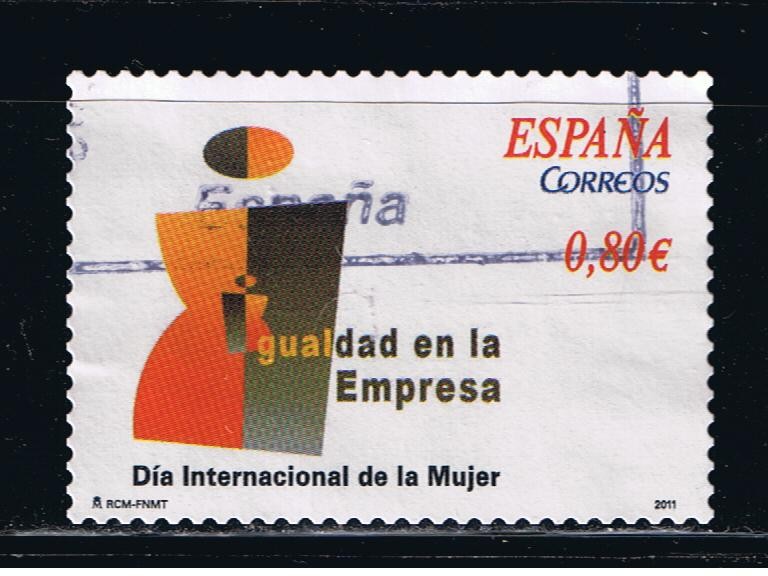 ESPAÑA
CORREOS
España
0,80 €
Igualdad en la
Empresa
Día Internacional de la Mujer
RCM-FNMT
2011